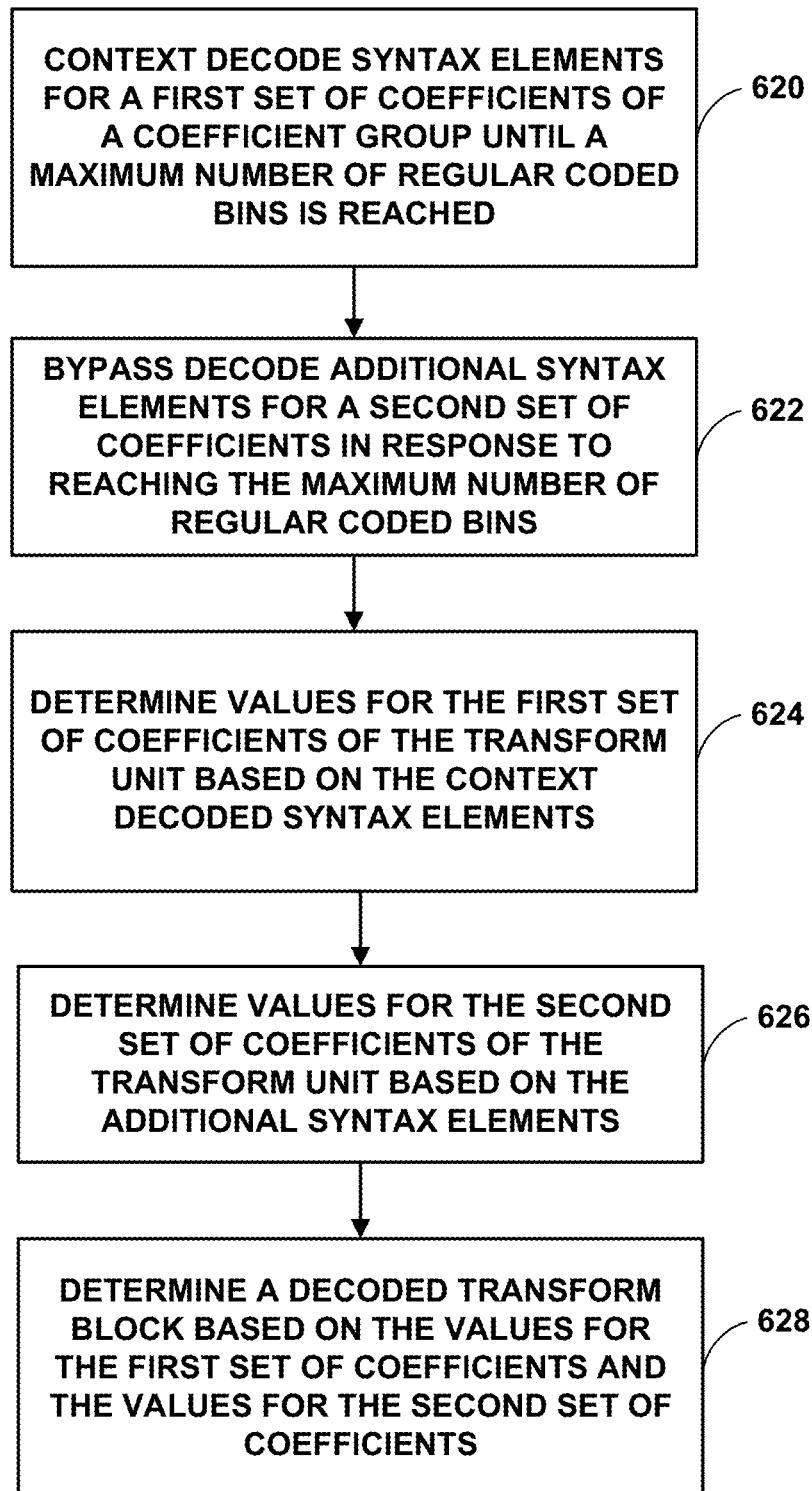 CONTEXT DECODE SYNTAX ELEMENTS
FOR A FIRST SET OF COEFFICIENTS OF
A COEFFICIENT GROUP UNTIL A
MAXIMUM NUMBER OF REGULAR CODED
BINS IS REACHED
620
BYPASS DECODE ADDITIONAL SYNTAX
ELEMENTS FOR A SECOND SET OF
COEFFICIENTS IN RESPONSE TO
REACHING THE MAXIMUM NUMBER OF
REGULAR CODED BINS
622
DETERMINE VALUES FOR THE FIRST SET
OF COEFFICIENTS OF THE TRANSFORM
UNIT BASED ON THE CONTEXT
DECODED SYNTAX ELEMENTS
624
DETERMINE VALUES FOR THE SECOND
SET OF COEFFICIENTS OF THE
TRANSFORM UNIT BASED ON THE
ADDITIONAL SYNTAX ELEMENTS
626
DETERMINE A DECODED TRANSFORM
BLOCK BASED ON THE VALUES FOR
THE FIRST SET OF COEFFICIENTS AND
THE VALUES FOR THE SECOND SET OF
COEFFICIENTS
628